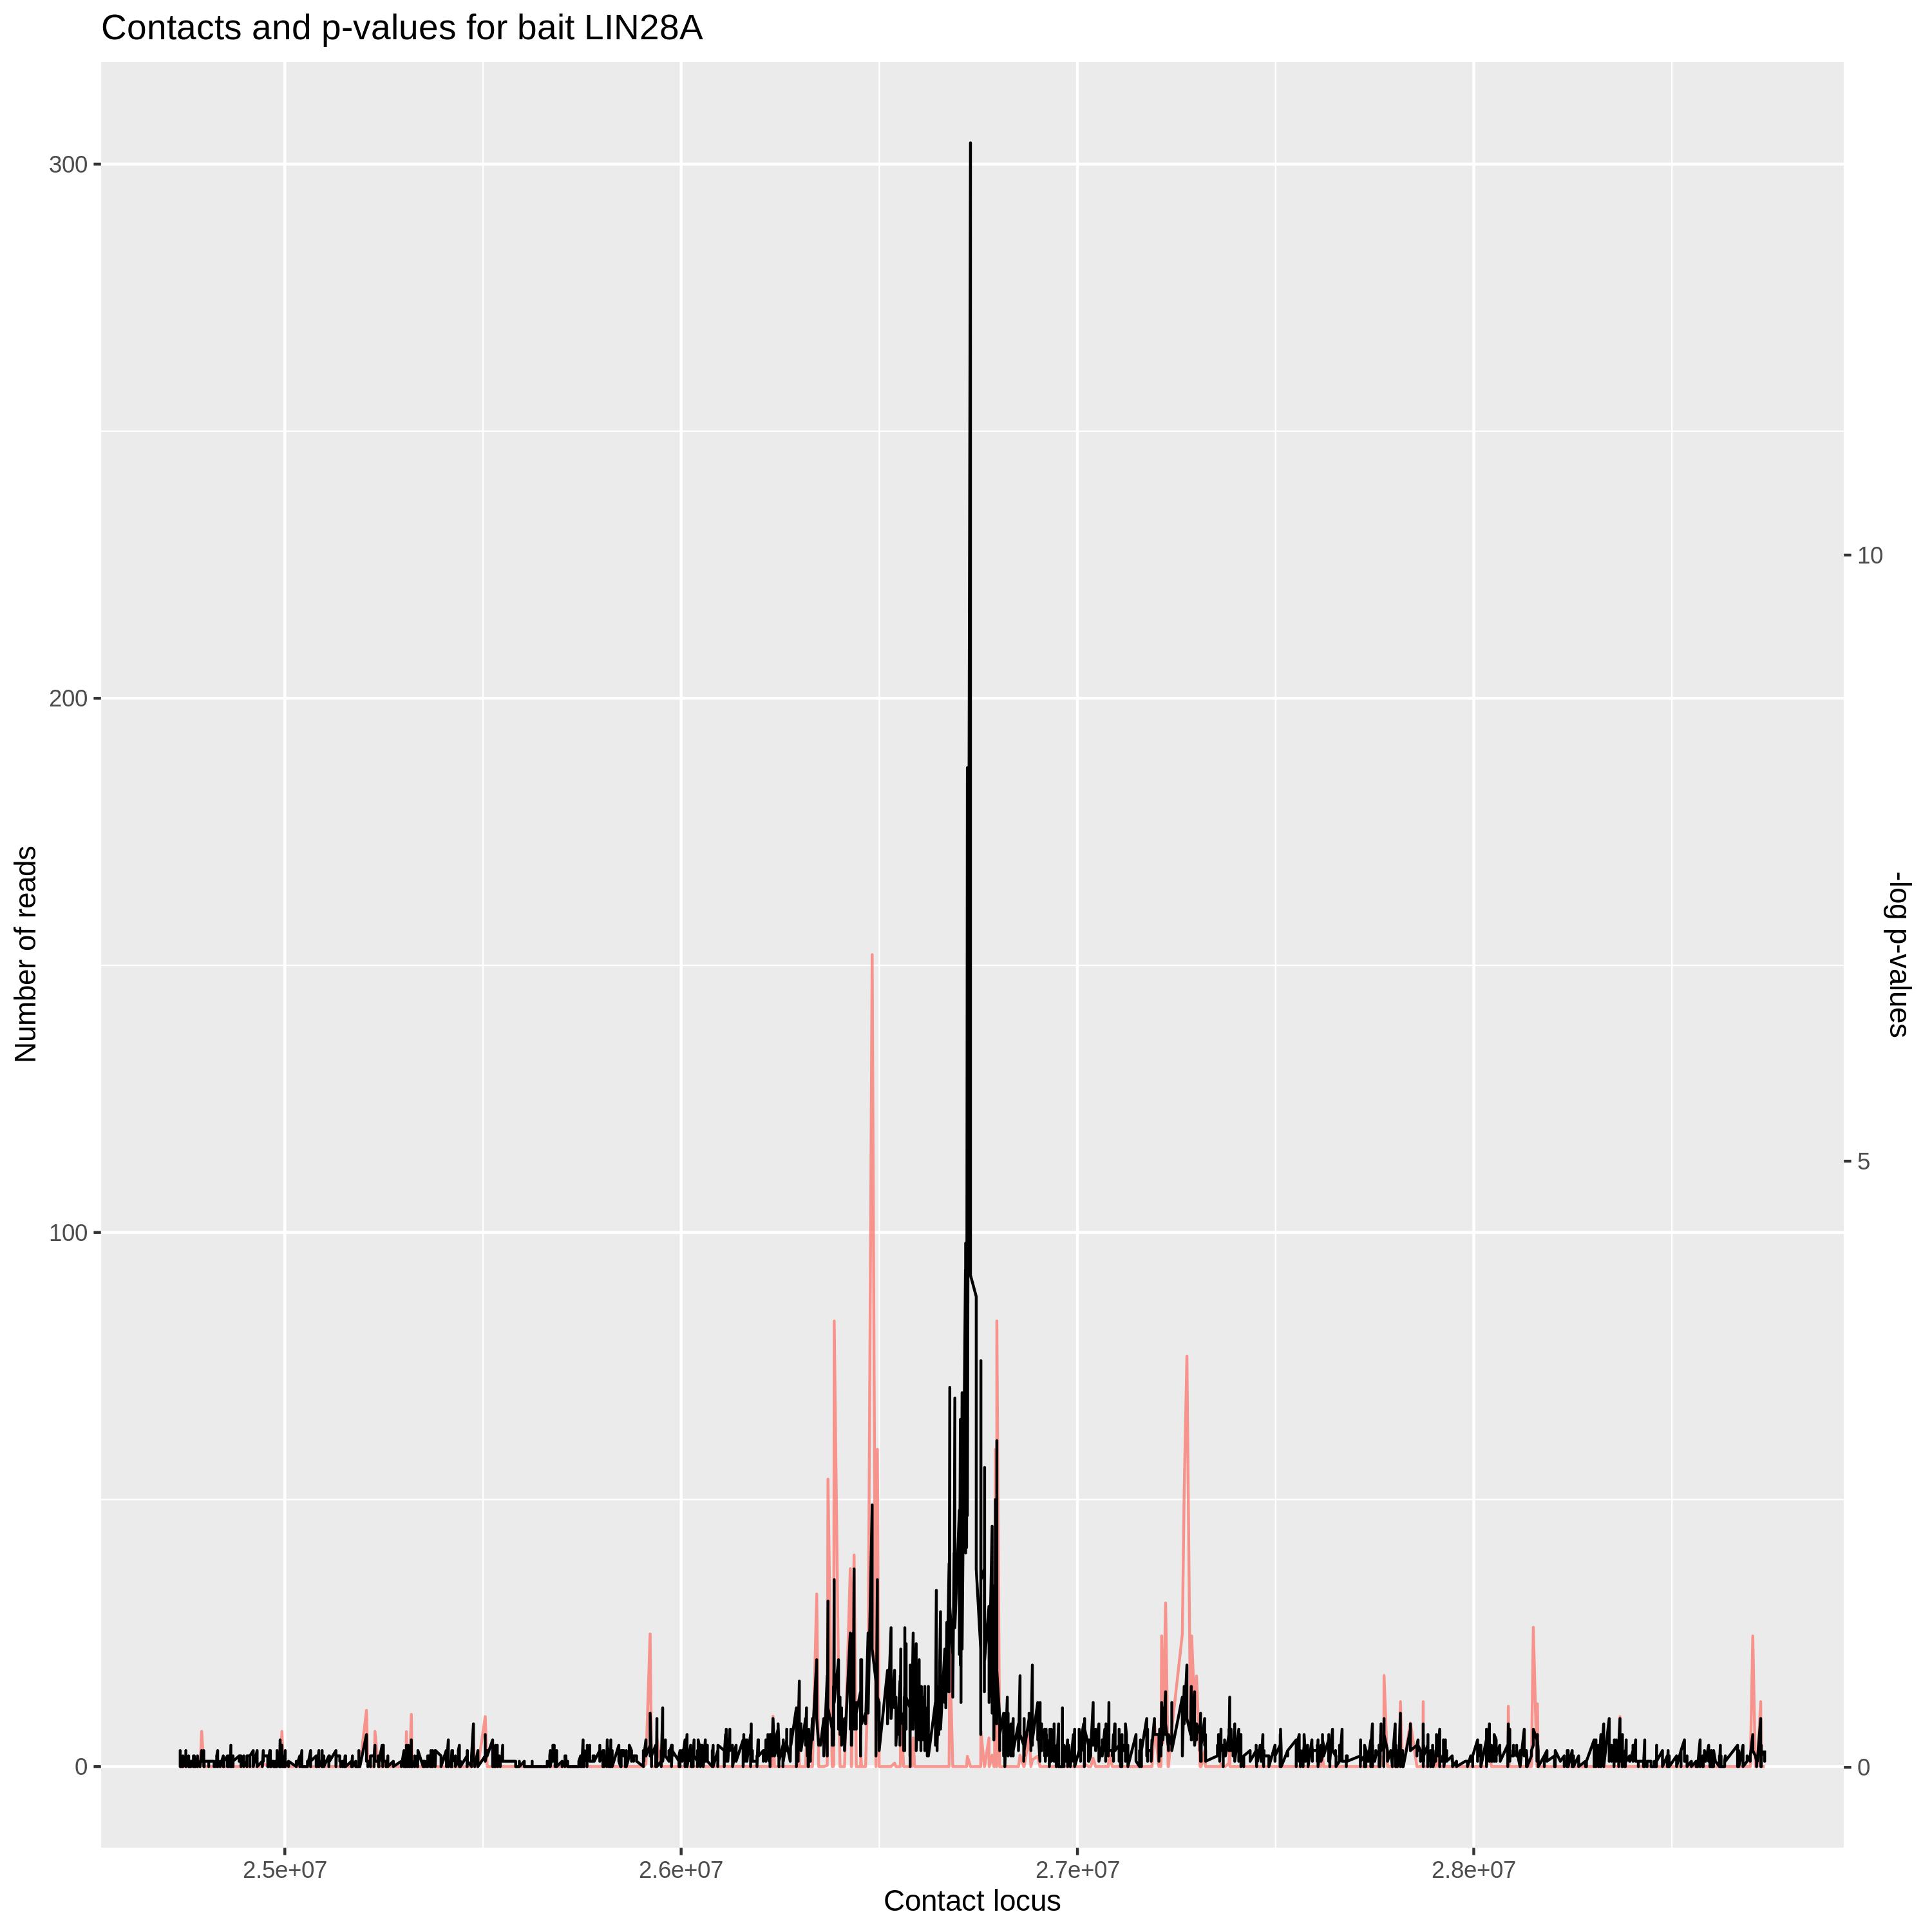 Contacts and p-values for bait LIN28A
300
200
100
0
Number of reads
10
5
0
-log p-values
2.5e+07
2.6e+07
2.7e+07
2.8e+07
Contact locus